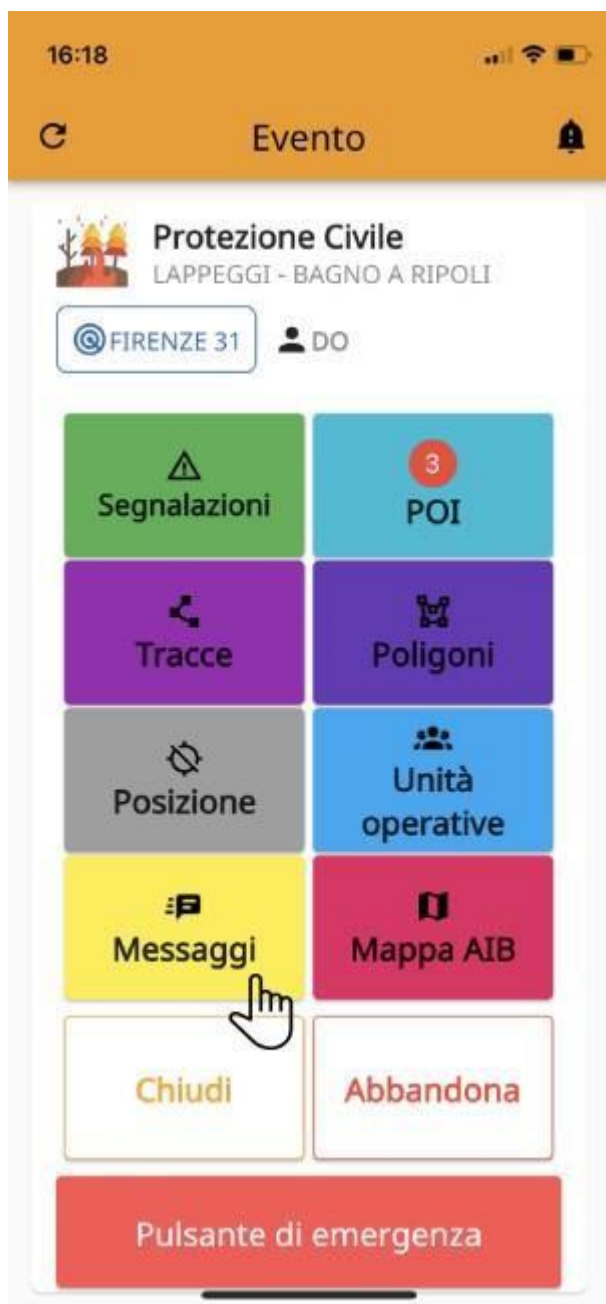 16:18
Evento
Protezione Civile
LAPPEGGI - BAGNO A RIPOLI
FIRENZE 31
DO
Segnalazioni
3
POI
Tracce
Poligoni
Posizione
Unità
operative
Messaggi
Mappa AIB
Chiudi
Abbandona
Pulsante di emergenza